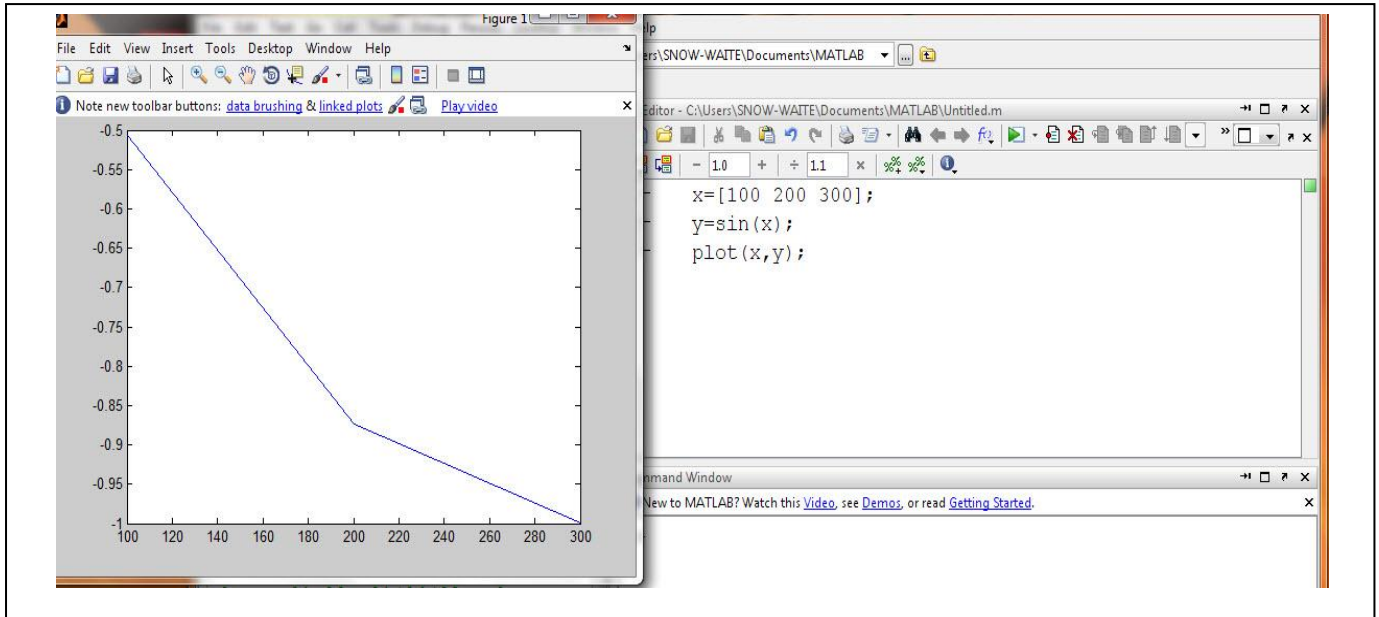 Figure 1
File Edit View Insert Tools Desktop Window Help
Note new toolbar buttons: data brushing & linked plots Play video
-0.5
-0.55
-0.6
-0.65
-0.7
-0.75
-0.8
-0.85
-0.9
-0.95
-1
100 120 140 160 180 200 220 240 260 280 300
lp
ers\SNOW-WAITE\Documents\MATLAB
Editor - C:\Users\SNOW-WAITE\Documents\MATLAB\Untitled.m
- 1.0 + ÷ 1.1 ×
x=[100 200 300];
y=sin(x);
plot(x,y);
mmand Window
New to MATLAB? Watch this Video, see Demos, or read Getting Started.